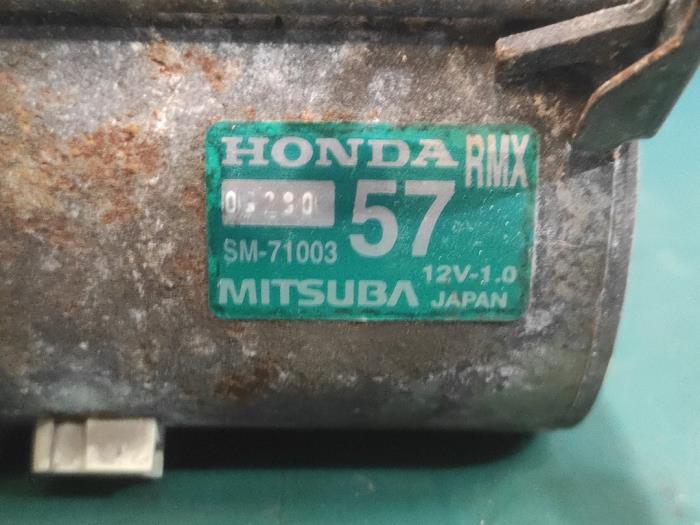 HONDA RMX
57
SM-71003
12V-1.0
MITSUBA JAPAN